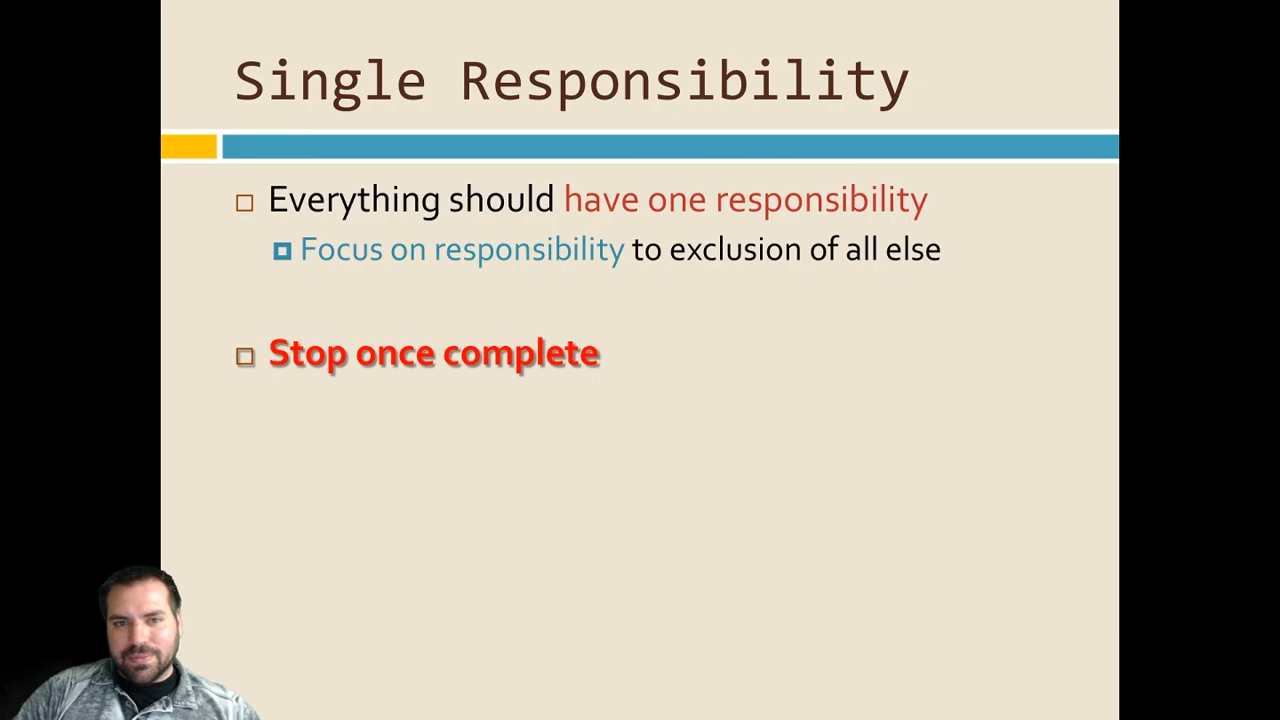 Single Responsibility
Everything should have one responsibility
Focus on responsibility to exclusion of all else
Stop once complete